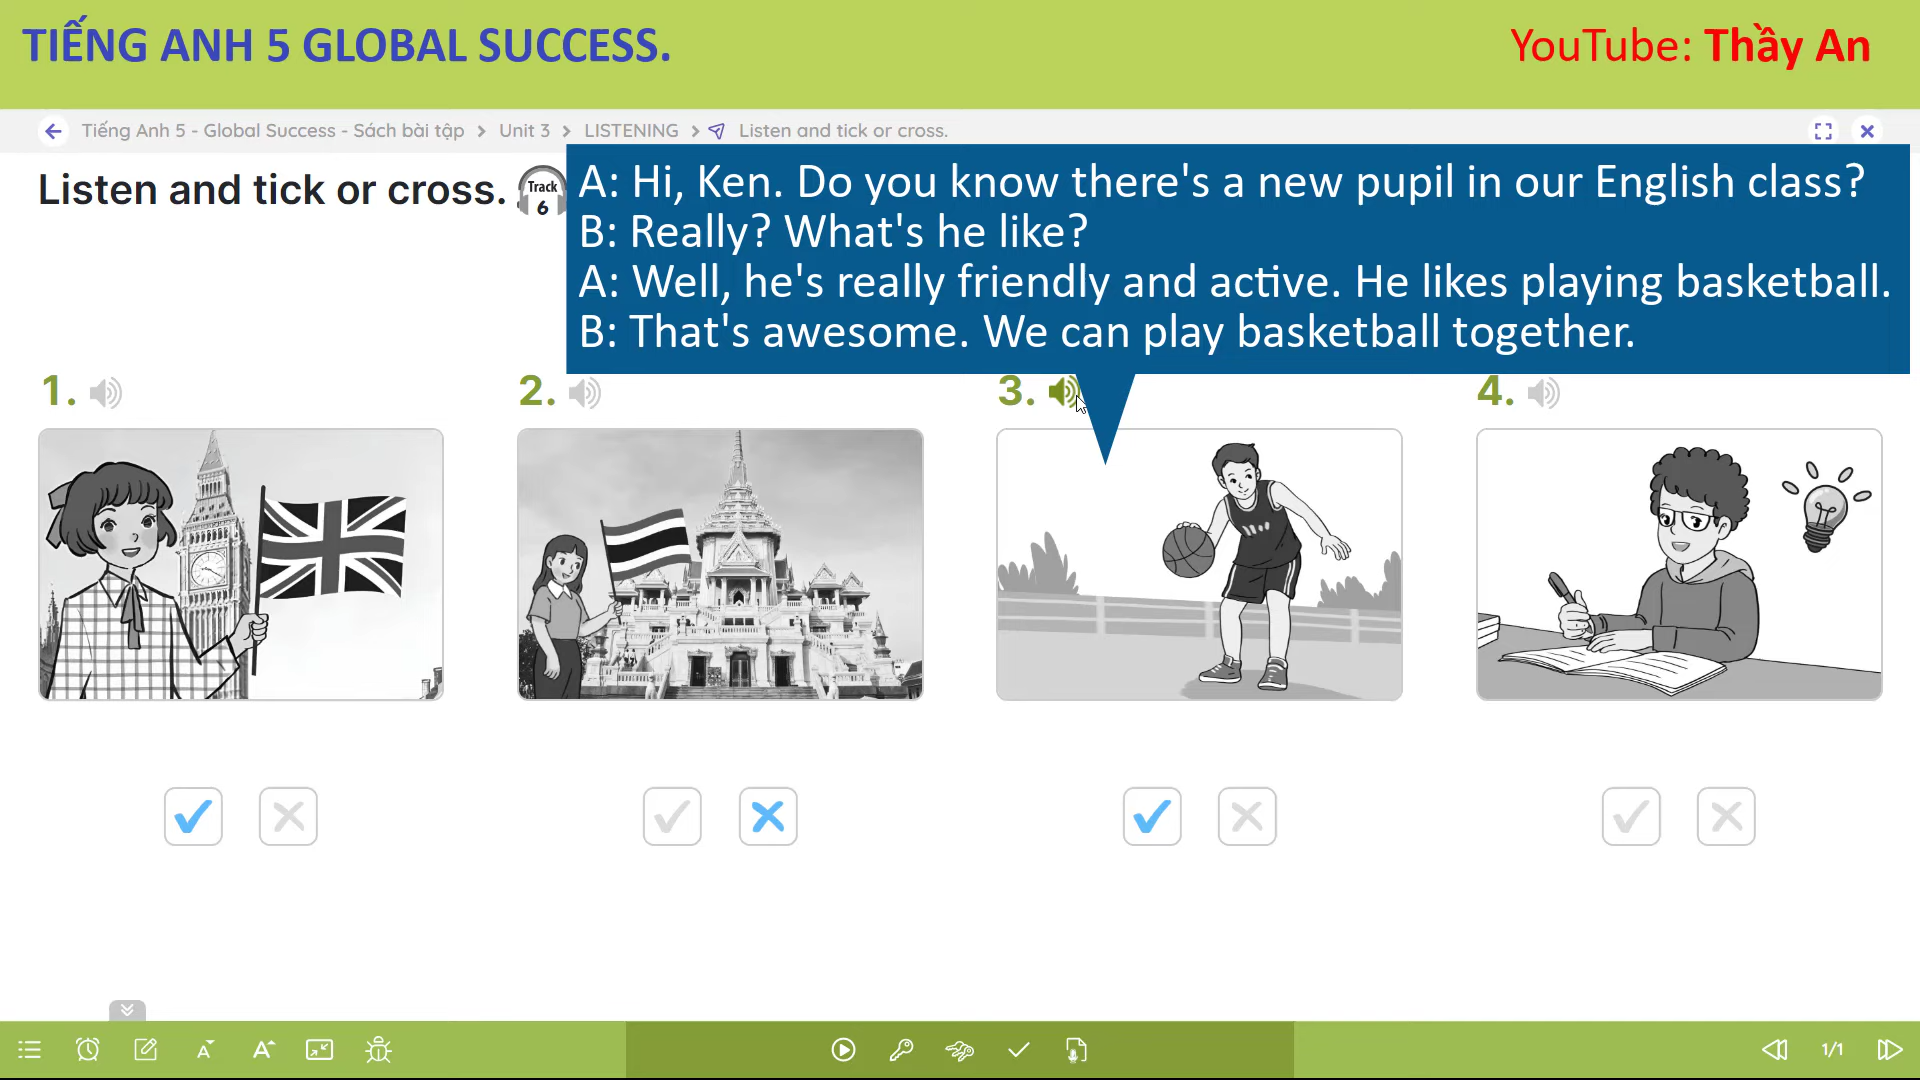 TIẾNG ANH 5 GLOBAL SUCCESS.
YouTube: Thầy An
Tiếng Anh 5 - Global Success - Sách bài tập > Unit 3 > LISTENING > Listen and tick or cross.
Listen and tick or cross.
Track
6
A: Hi, Ken. Do you know there's a new pupil in our English class?
B: Really? What's he like?
A: Well, he's really friendly and active. He likes playing basketball.
B: That's awesome. We can play basketball together.
1.
2.
3.
4.
1/1